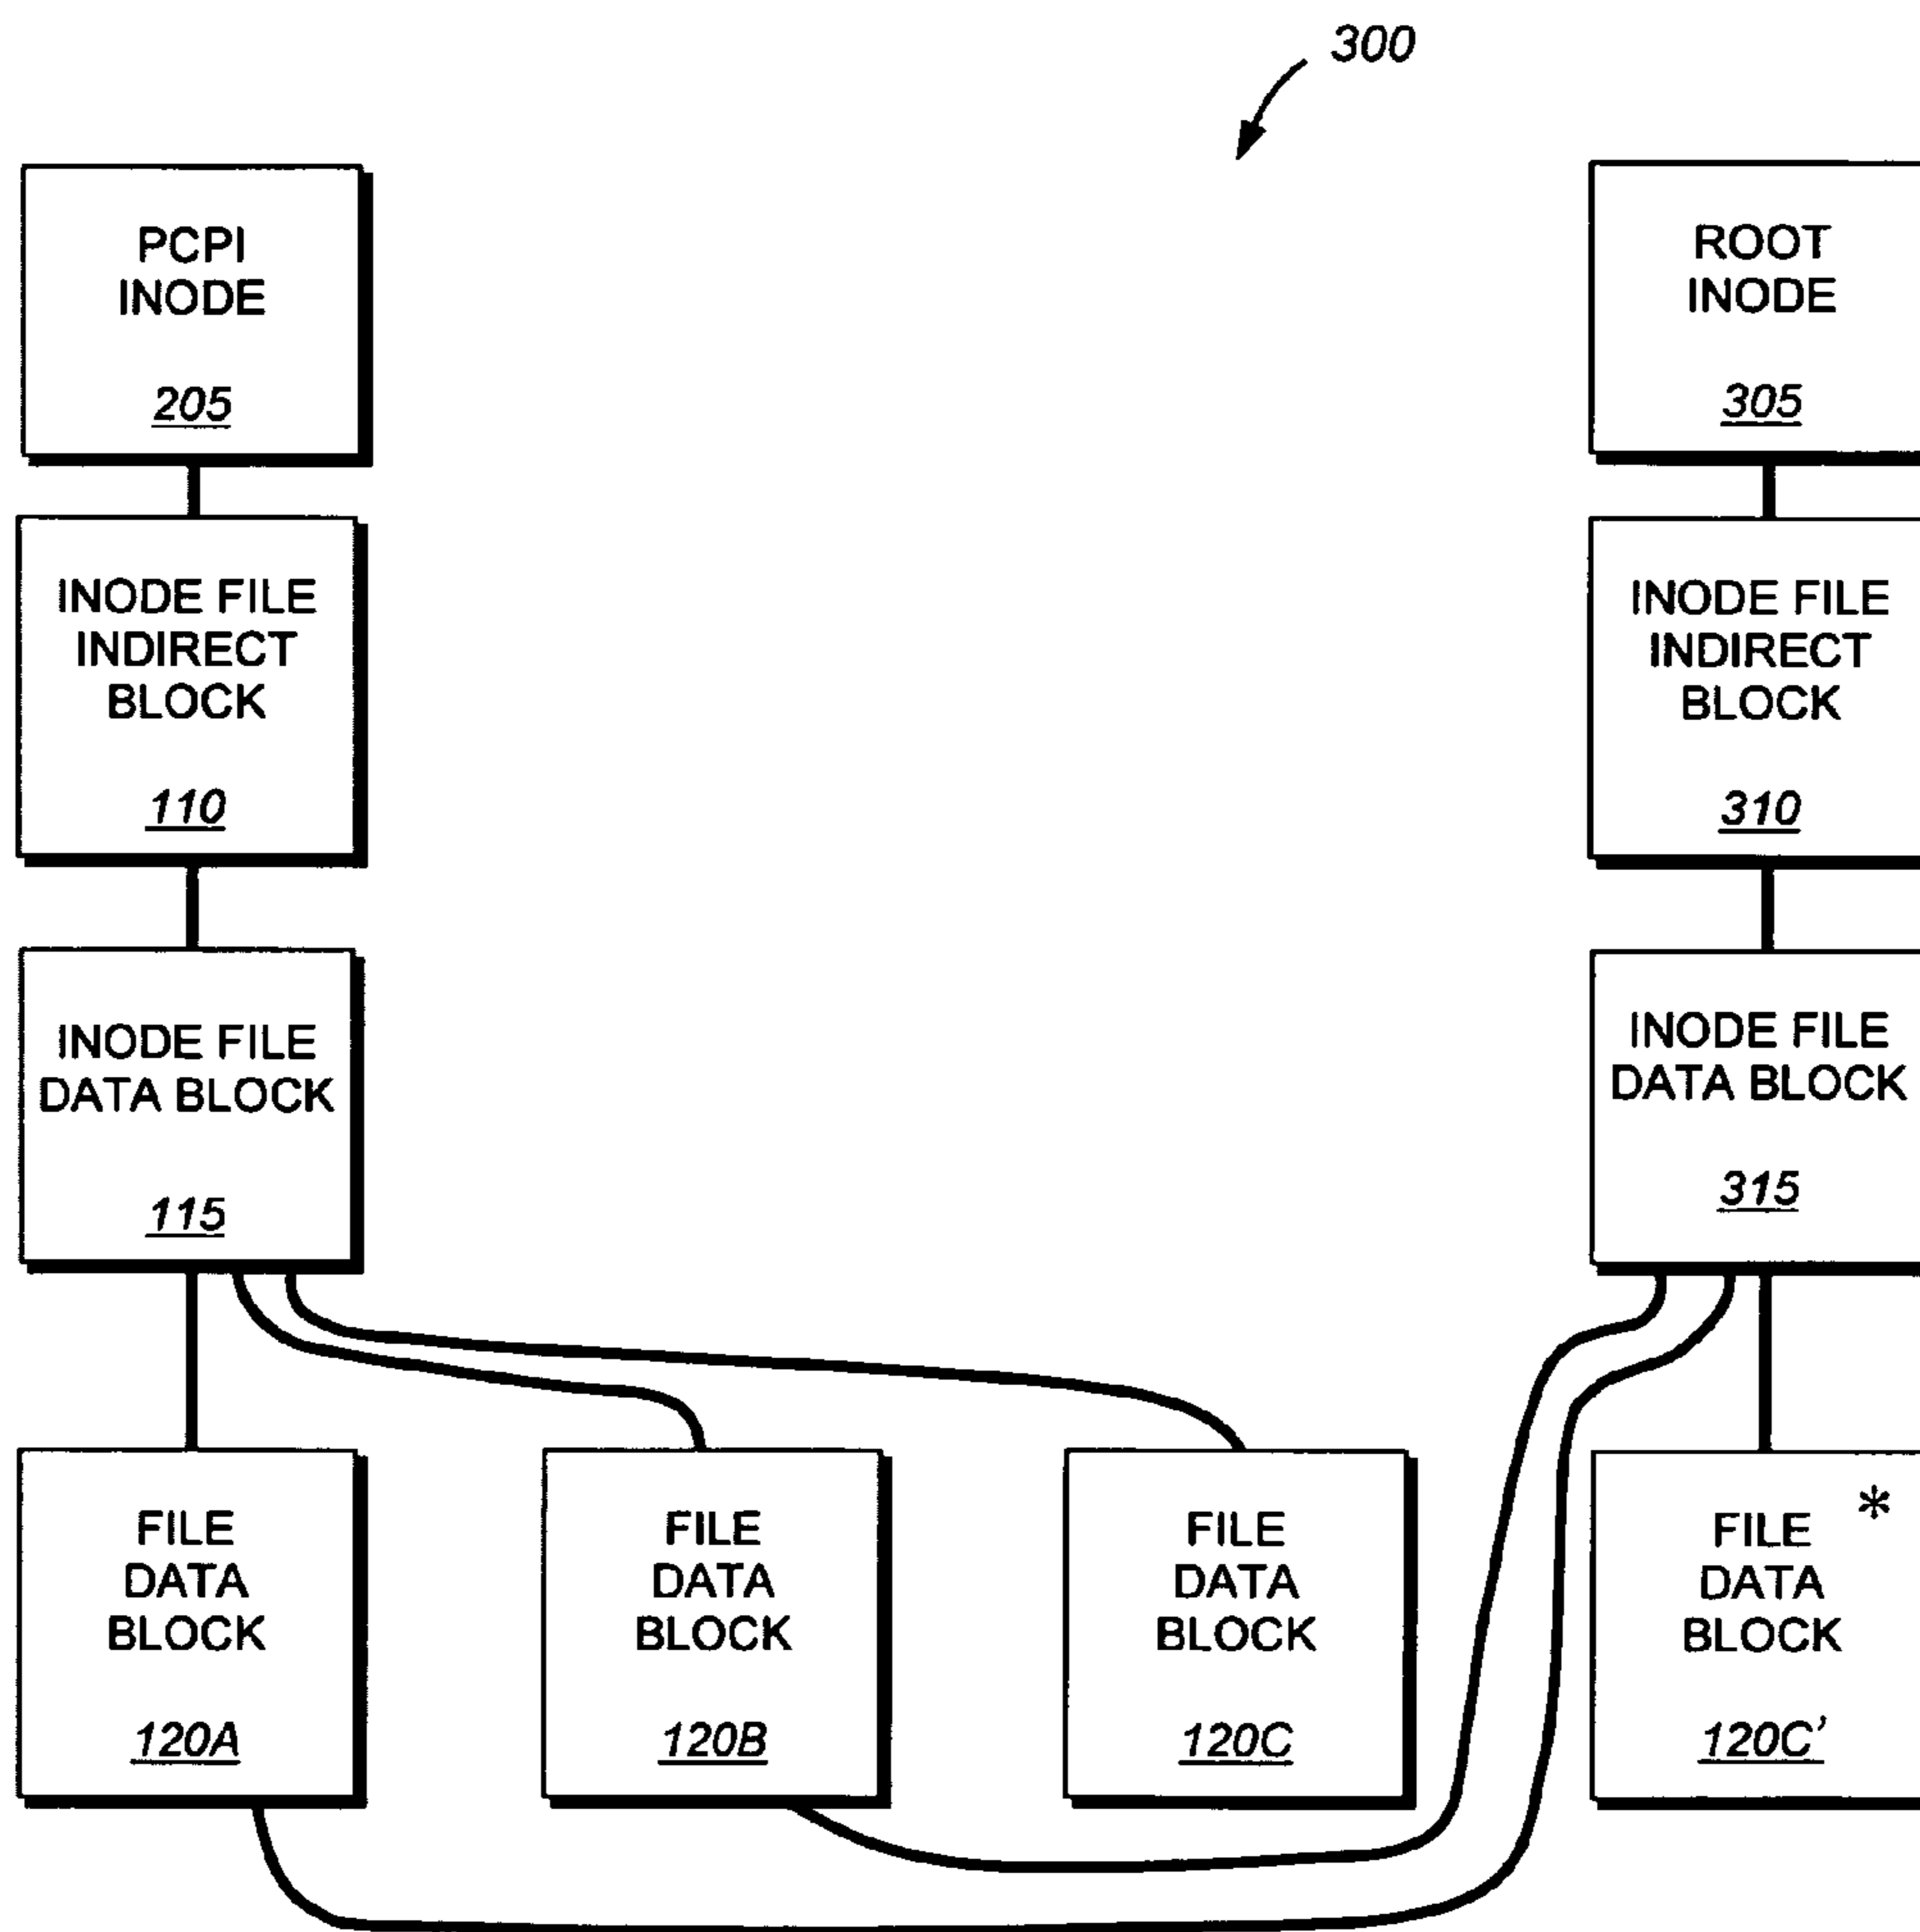 300
PCPI
INODE
205
ROOT
INODE
305
INODE FILE
INDIRECT
BLOCK
110
INODE FILE
INDIRECT
BLOCK
310
INODE FILE
DATA BLOCK
115
INODE FILE
DATA BLOCK
315
FILE
DATA
BLOCK
120A
FILE
DATA
BLOCK
120B
FILE
DATA
BLOCK
120C
*
FILE
DATA
BLOCK
120C'